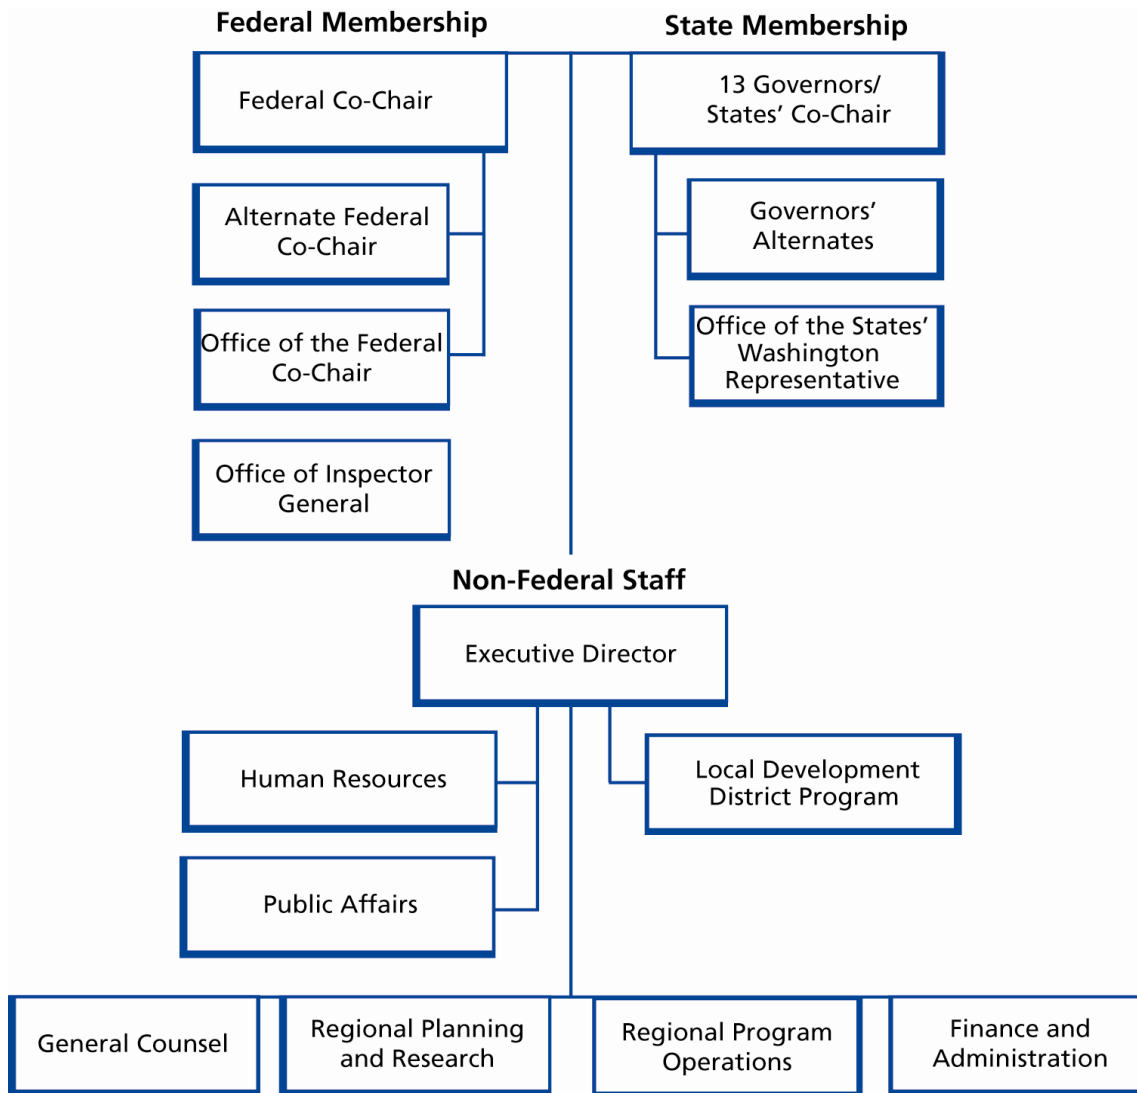 Federal Membership
State Membership
Federal Co-Chair
13 Governors/
States’ Co-Chair
Alternate Federal
Co-Chair
Governors’
Alternates
Office of the Federal
Co-Chair
Office of the States’
Washington
Representative
Office of Inspector
General
Non-Federal Staff
Executive Director
Human Resources
Local Development
District Program
Public Affairs
General Counsel
Regional Planning
and Research
Regional Program
Operations
Finance and
Administration